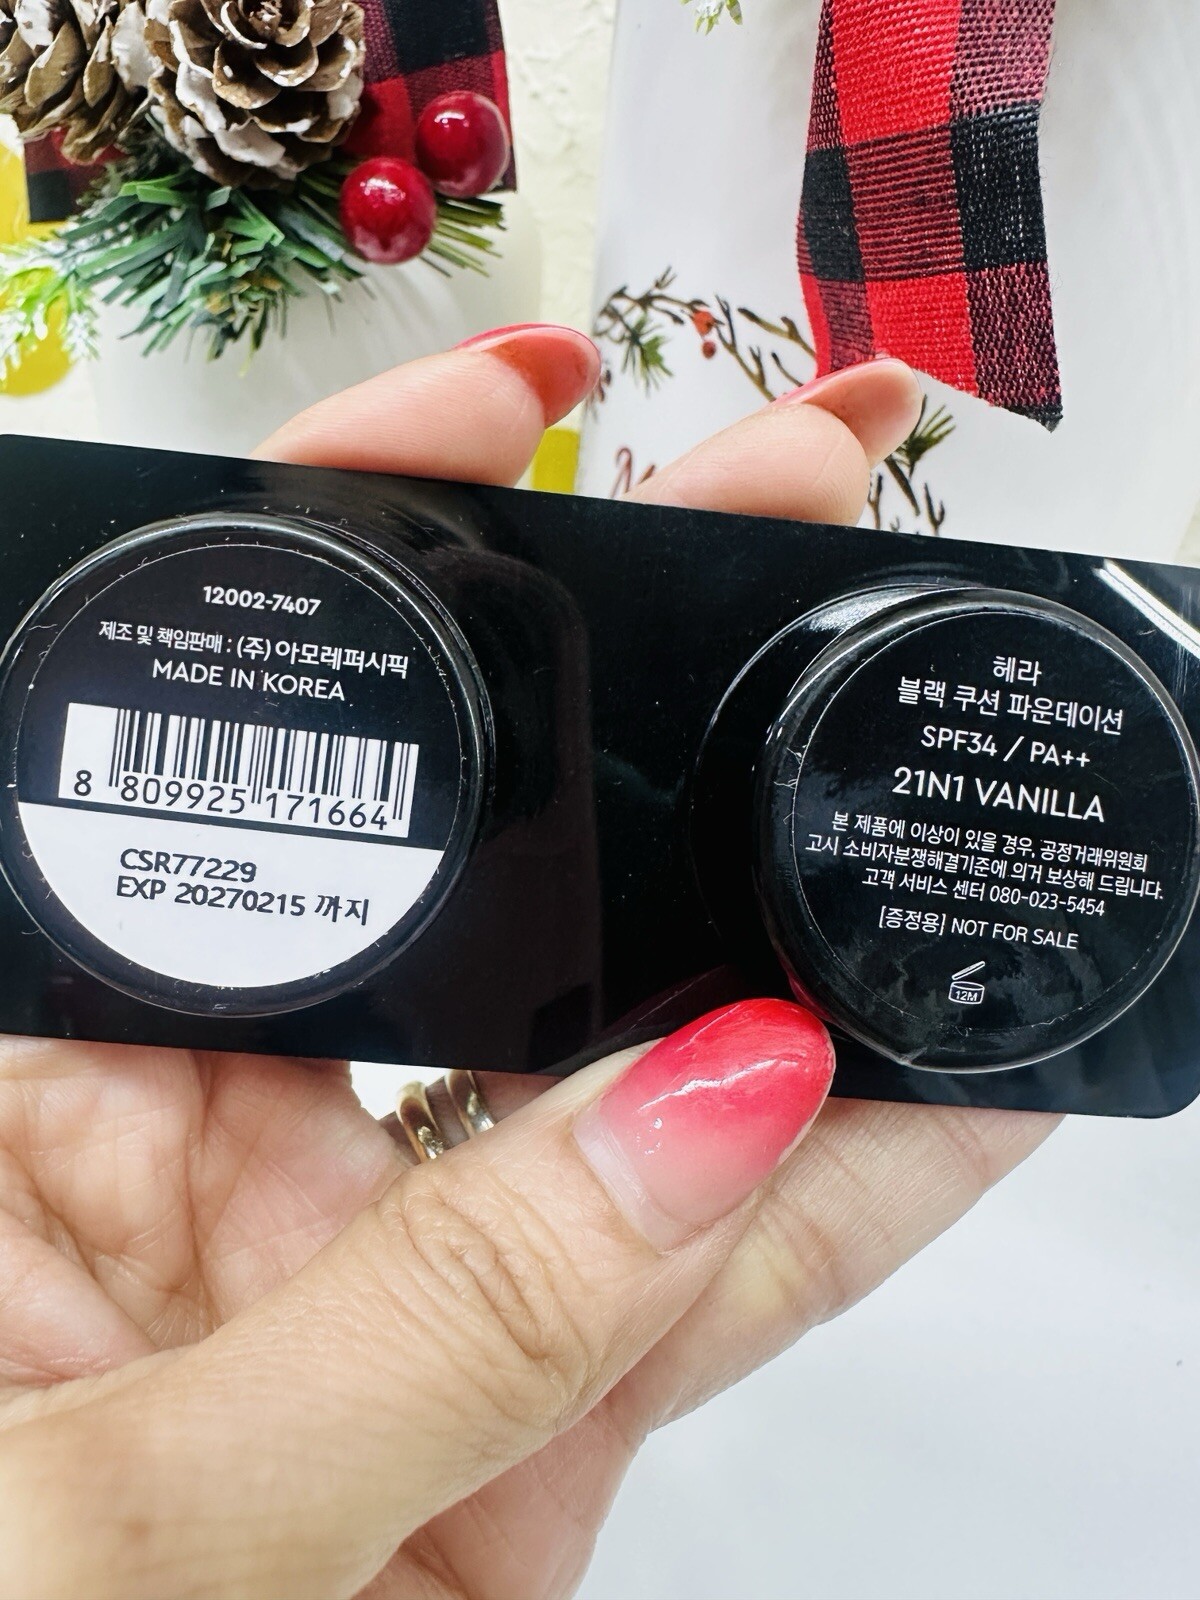 12002-7407
제조 및 책임판매 : (주) 아모레퍼시픽
MADE IN KOREA
8 809925 171664
CSR77229
EXP 20270215 까지
헤라
블랙 쿠션 파운데이션
SPF34 / PA++
21N1 VANILLA
본 제품에 이상이 있을 경우, 공정거래위원회
고시 소비자분쟁해결기준에 의거 보상해 드립니다.
고객 서비스 센터 080-023-5454
[증정용] NOT FOR SALE
12M